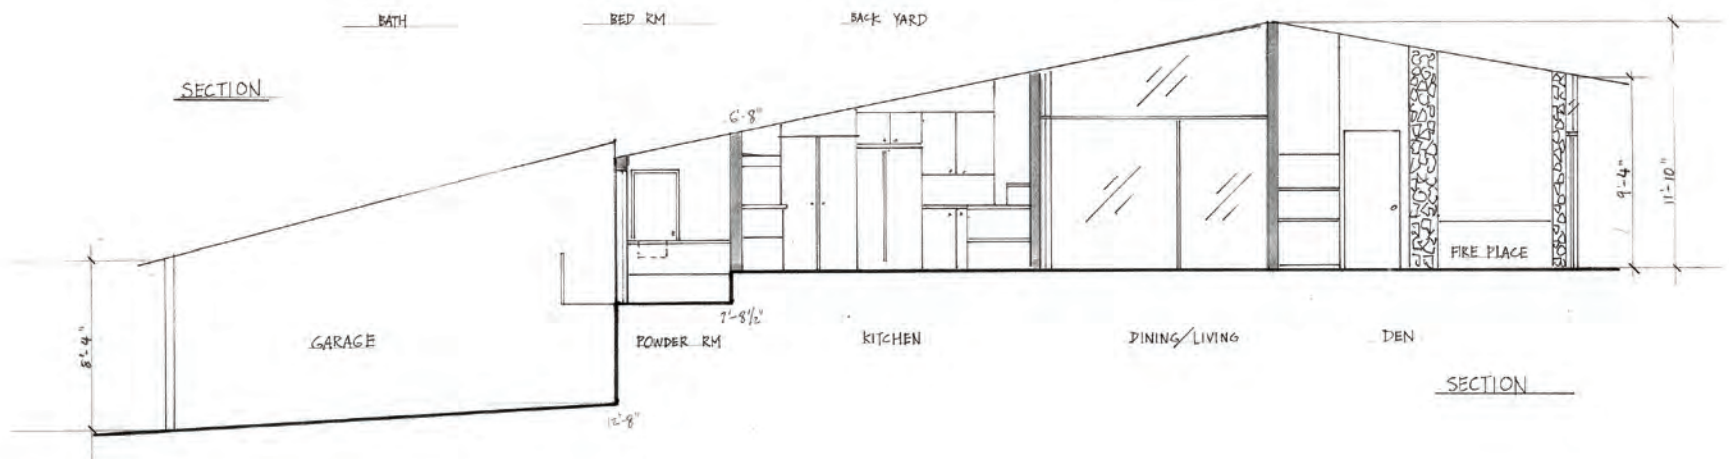 BATH
BED RM
BACK YARD
SECTION
6'-8"
9'-4"
11'-10"
FIRE PLACE
8'-4"
GARAGE
7'-8½"
POWDER RM
KITCHEN
DINING/LIVING
DEN
SECTION
12'-8"